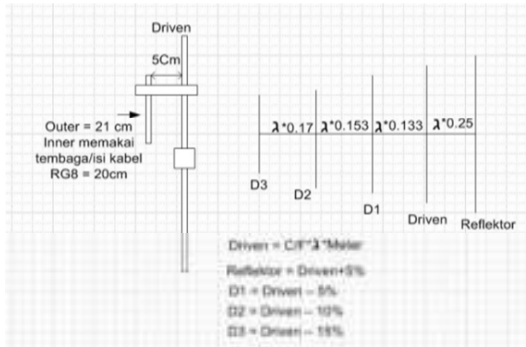 Driven
5Cm
Outer = 21 cm
Inner memakai
tembaga/isi kabel
RG8 = 20cm
λ*0.17 λ*0.153 λ*0.133 λ*0.25
D3
D2
D1
Driven
Reflektor
Driven = C/F*λ*Meter
Reflektor = Driven+5%
D1 = Driven – 5%
D2 = Driven – 10%
D3 = Driven – 15%